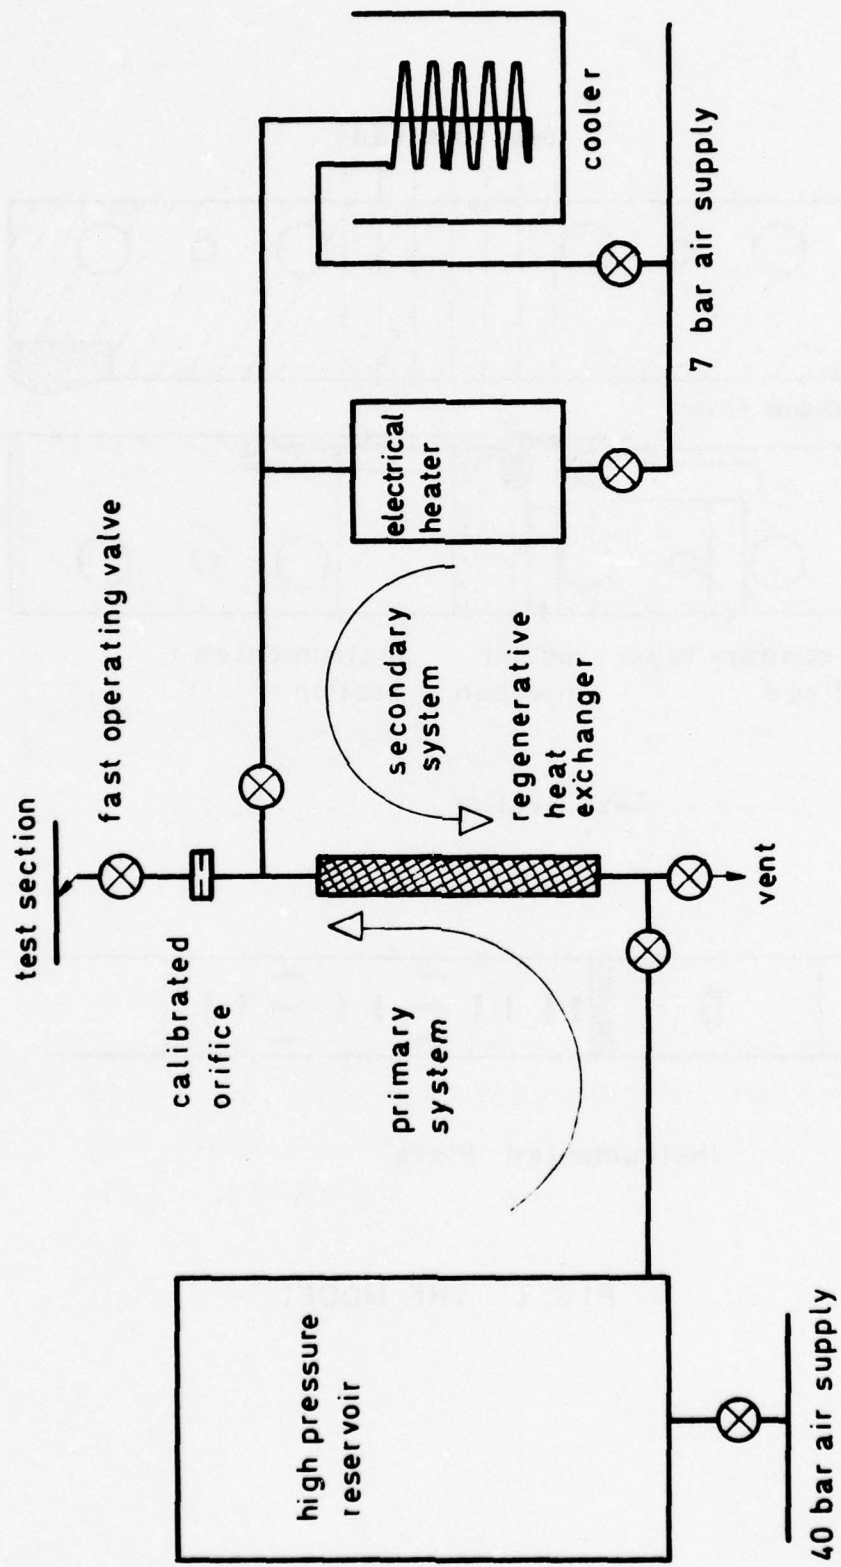 test section
fast operating valve
calibrated
orifice
primary
system
secondary
system
regenerative
heat
exchanger
electrical
heater
cooler
7 bar air supply
vent
high pressure
reservoir
40 bar air supply